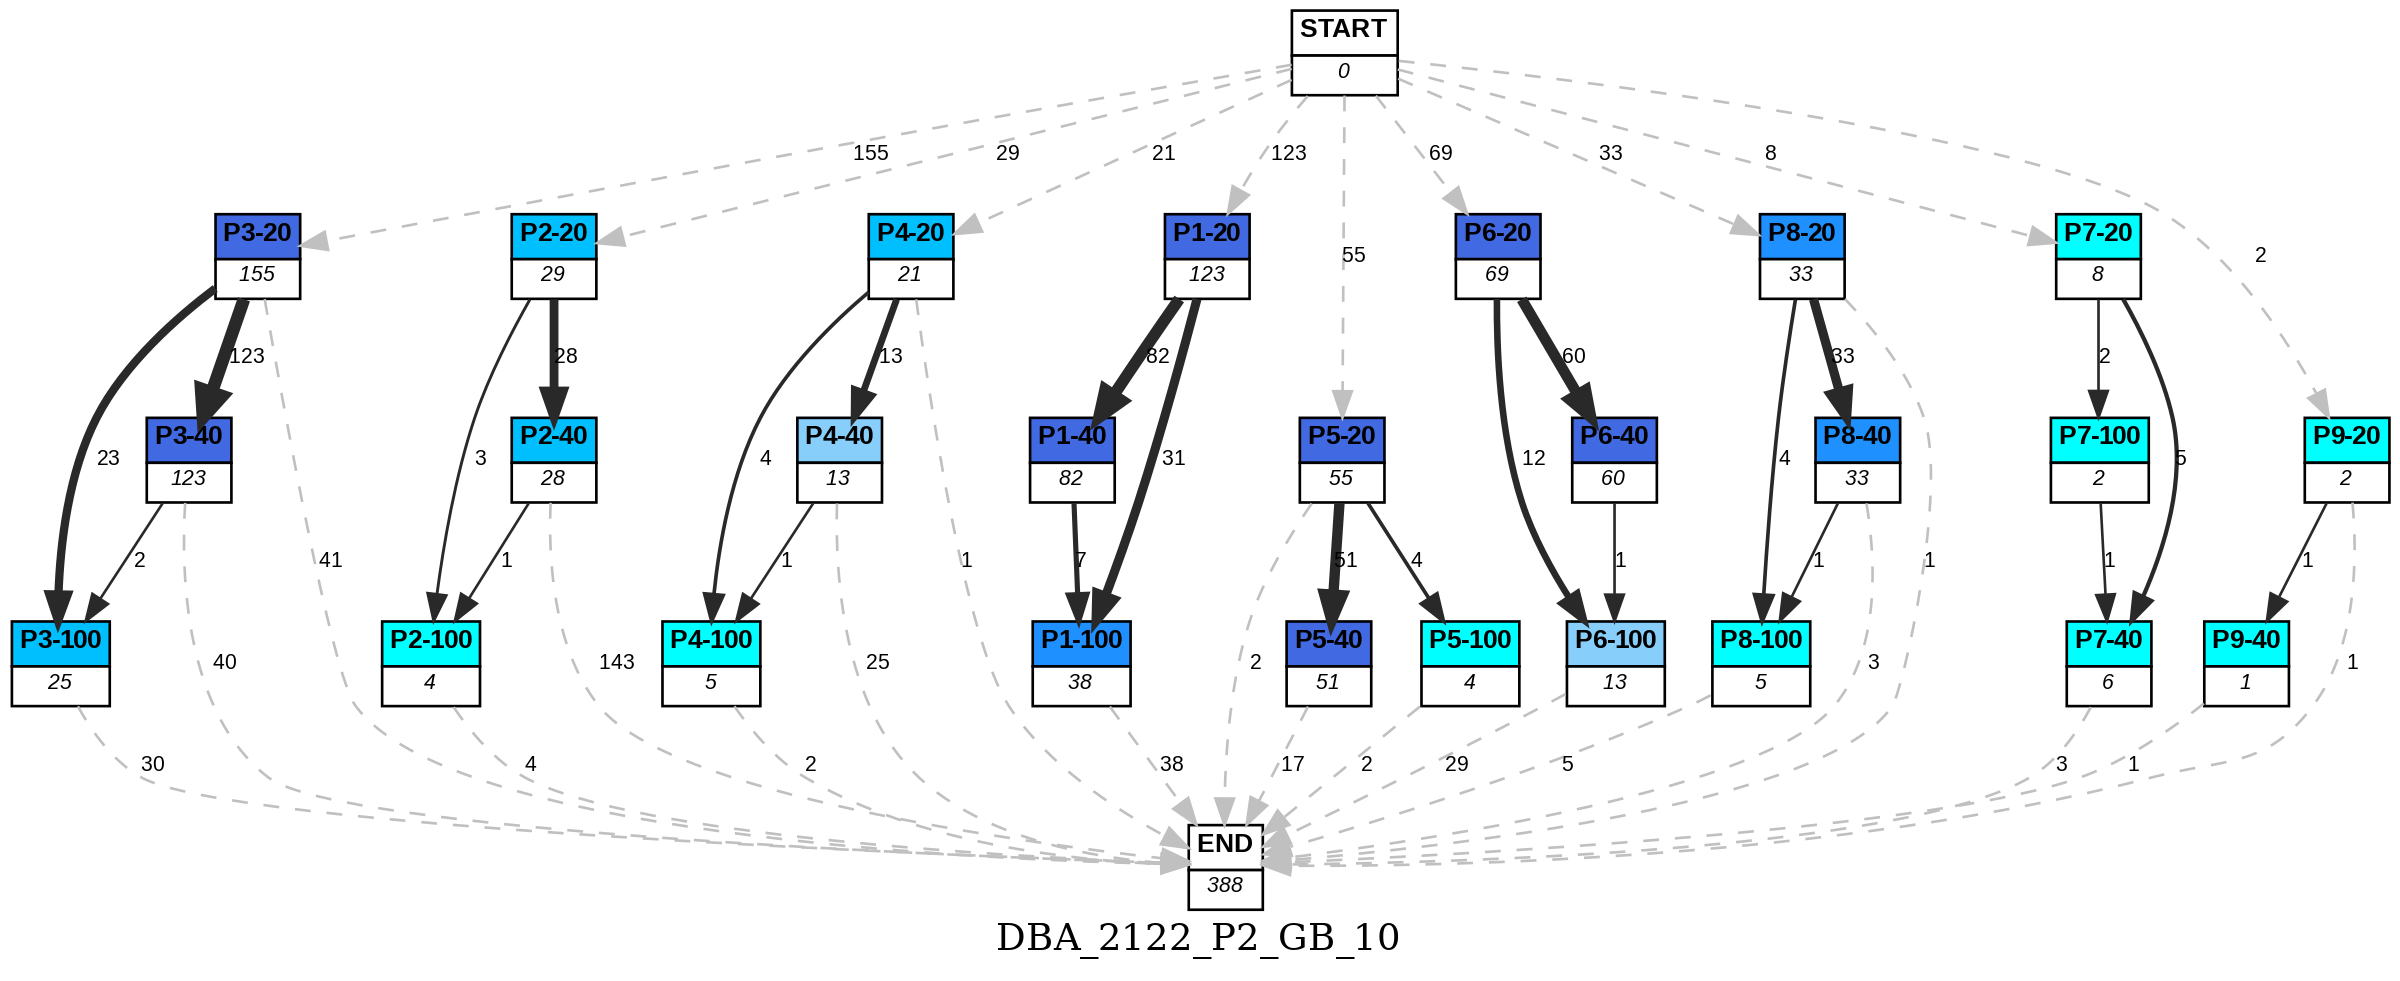 START
0
155
29
21
123
69
33
8
P3-20
155
P2-20
29
P4-20
21
P1-20
123
55
P6-20
69
P8-20
33
P7-20
8
2
123
28
13
82
60
33
2
23
P3-40
123
3
P2-40
28
4
P4-40
13
P1-40
82
31
P5-20
55
12
P6-40
60
4
P8-40
33
P7-100
2
5
P9-20
2
2
41
1
1
1
7
51
4
1
1
1
1
1
P3-100
25
40
P2-100
4
143
P4-100
5
25
P1-100
38
2
P5-40
51
P5-100
4
P6-100
13
P8-100
5
3
P7-40
6
P9-40
1
1
30
4
2
38
17
2
29
5
3
1
END
388
DBA_2122_P2_GB_10